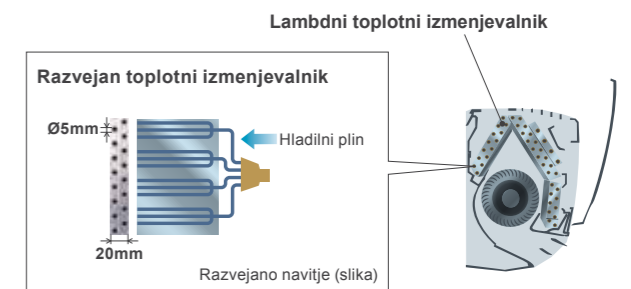 Lambdni toplotni izmenjevalnik
Razvejan toplotni izmenjevalnik
Ø5mm
Hladilni plin
20mm
Razvejano navitje (slika)